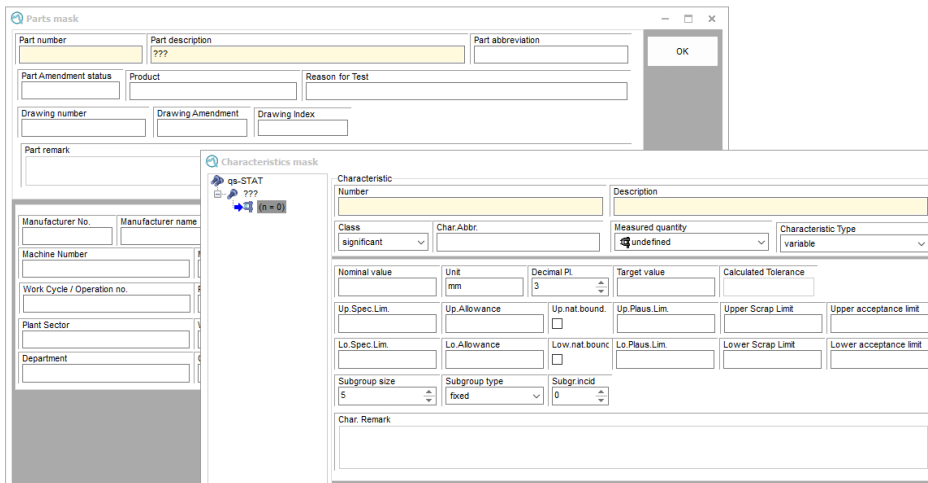 Parts mask
Part number Part description Part abbreviation
??? OK
Part Amendment status Product Reason for Test
Drawing number Drawing Amendment Drawing Index
Part remark
Characteristics mask
qs-STAT
???
(n = 0)
Characteristic
Number Description
Class Char.Abbr. Measured quantity Characteristic Type
significant undefined variable
Nominal value Unit Decimal Pl. Target value Calculated Tolerance
mm 3
Up.Spec.Lim. Up.Allowance Up.nat.bound. Up.Plaus.Lim. Upper Scrap Limit Upper acceptance limit
Lo.Spec.Lim. Lo.Allowance Low.nat.bounc Lo.Plaus.Lim. Lower Scrap Limit Lower acceptance limit
Subgroup size Subgroup type Subgr.incid
5 fixed 0
Char. Remark
Manufacturer No. Manufacturer name
Machine Number
Work Cycle / Operation no.
Plant Sector
Department